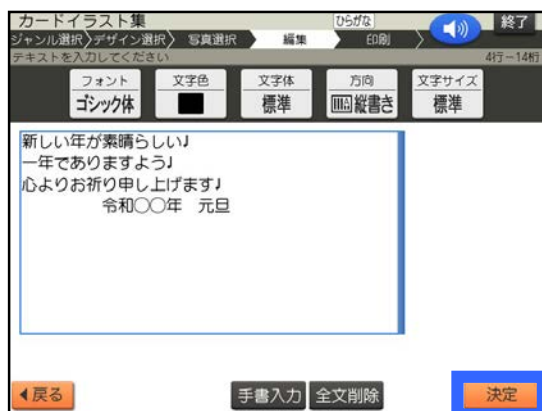 カードイラスト集
ひらがな
終了
ジャンル選択〉デザイン選択〉 写真選択 編集 印刷
テキストを入力してください
4行-14桁
フォント
ゴシック体
文字色
文字体
標準
方向
縦書き
文字サイズ
標準
新しい年が素晴らしい♩
一年でありますよう♩
心よりお祈り申し上げます♩
令和〇〇年 元旦
戻る
手書入力
全文削除
決定